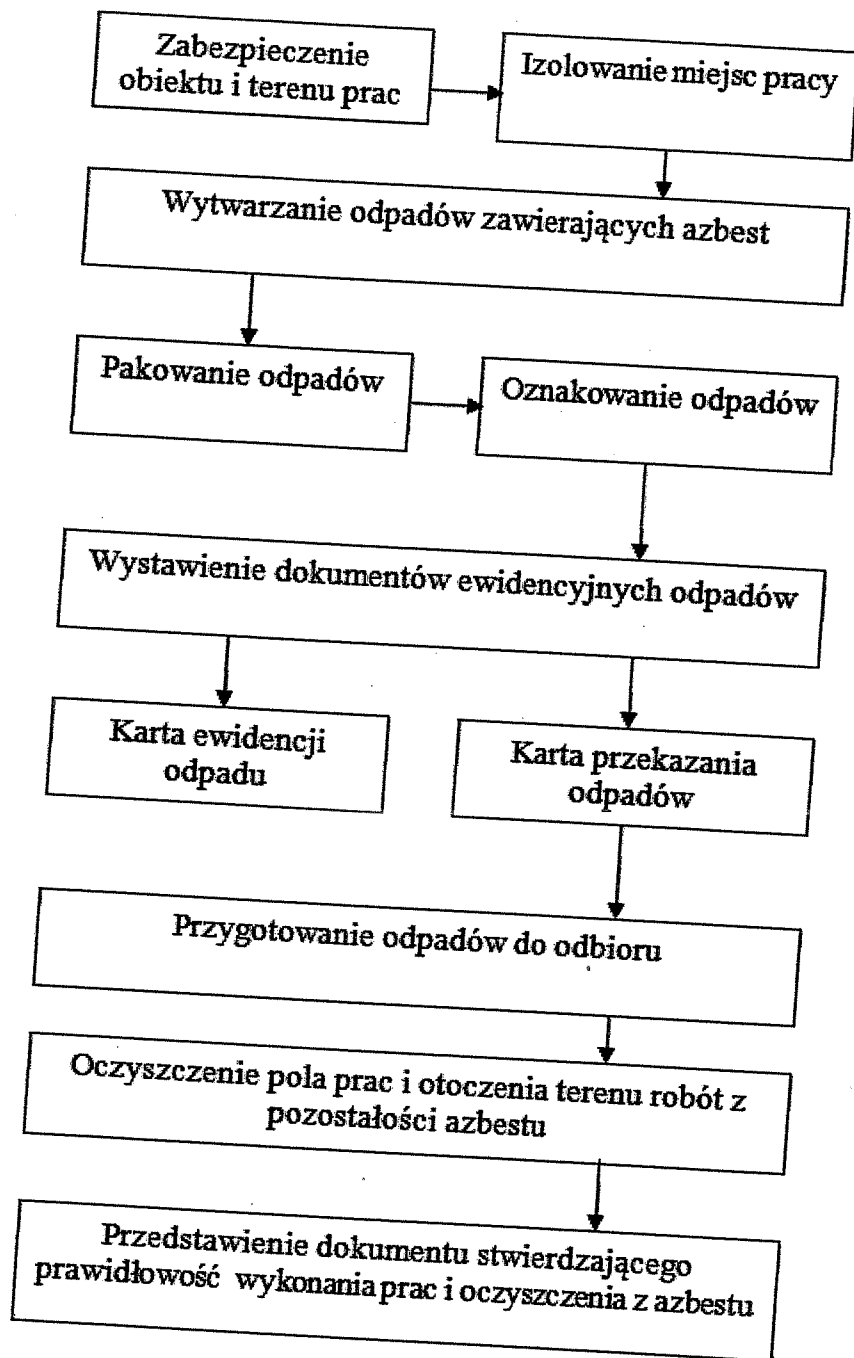 Zabezpieczenie
obiektu i terenu prac
Izolowanie miejsc pracy
Wytwarzanie odpadów zawierających azbest
Pakowanie odpadów
Oznakowanie odpadów
Wystawienie dokumentów ewidencyjnych odpadów
Karta ewidencji
odpadu
Karta przekazania
odpadów
Przygotowanie odpadów do odbioru
Oczyszczenie pola prac i otoczenia terenu robót z
pozostałości azbestu
Przedstawienie dokumentu stwierdzającego
prawidłowość wykonania prac i oczyszczenia z azbestu